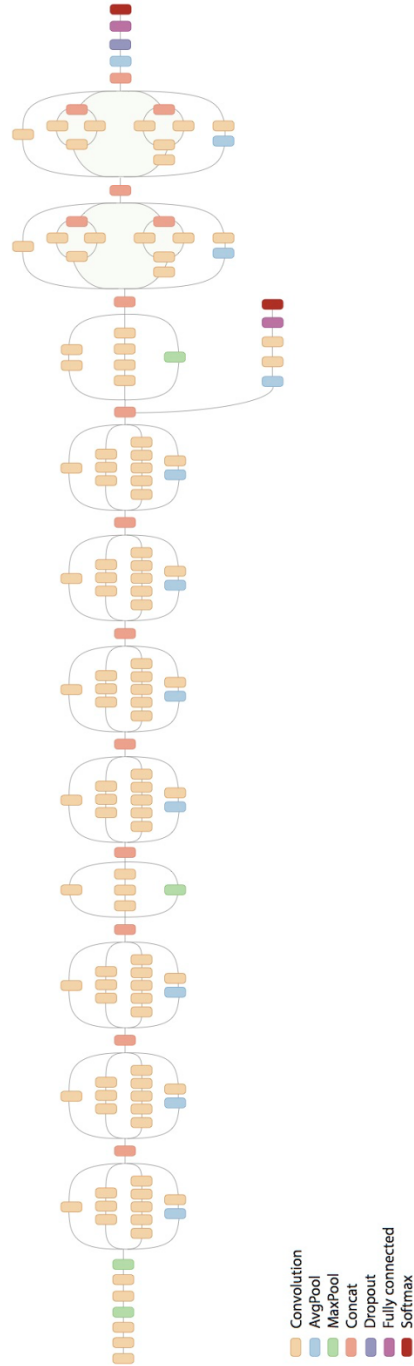 Convolution
AvgPool
MaxPool
Concat
Dropout
Fully connected
Softmax